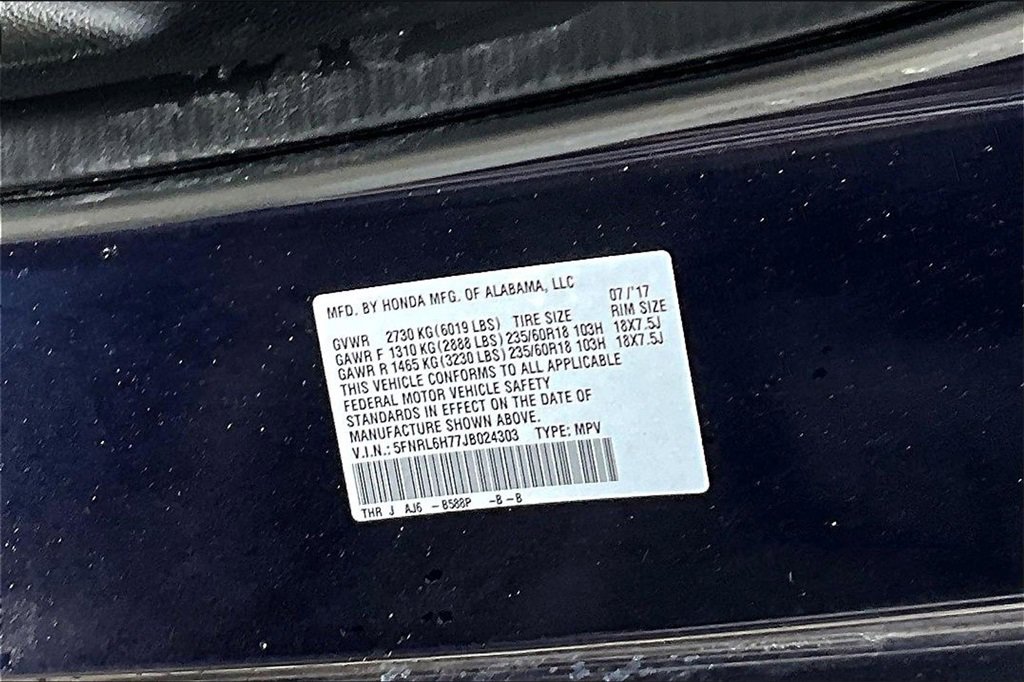 MFD. BY HONDA MFG. OF ALABAMA, LLC 07/'17
GVWR 2730 KG(6019 LBS) TIRE SIZE RIM SIZE
GAWR F 1310 KG(2888 LBS) 235/60R18 103H 18X7.5J
GAWR R 1465 KG(3230 LBS) 235/60R18 103H 18X7.5J
THIS VEHICLE CONFORMS TO ALL APPLICABLE
FEDERAL MOTOR VEHICLE SAFETY
STANDARDS IN EFFECT ON THE DATE OF
MANUFACTURE SHOWN ABOVE.
V.I.N.: 5FNRL6H77JB024303 TYPE: MPV
THR J AJ6 -B588P -B -B